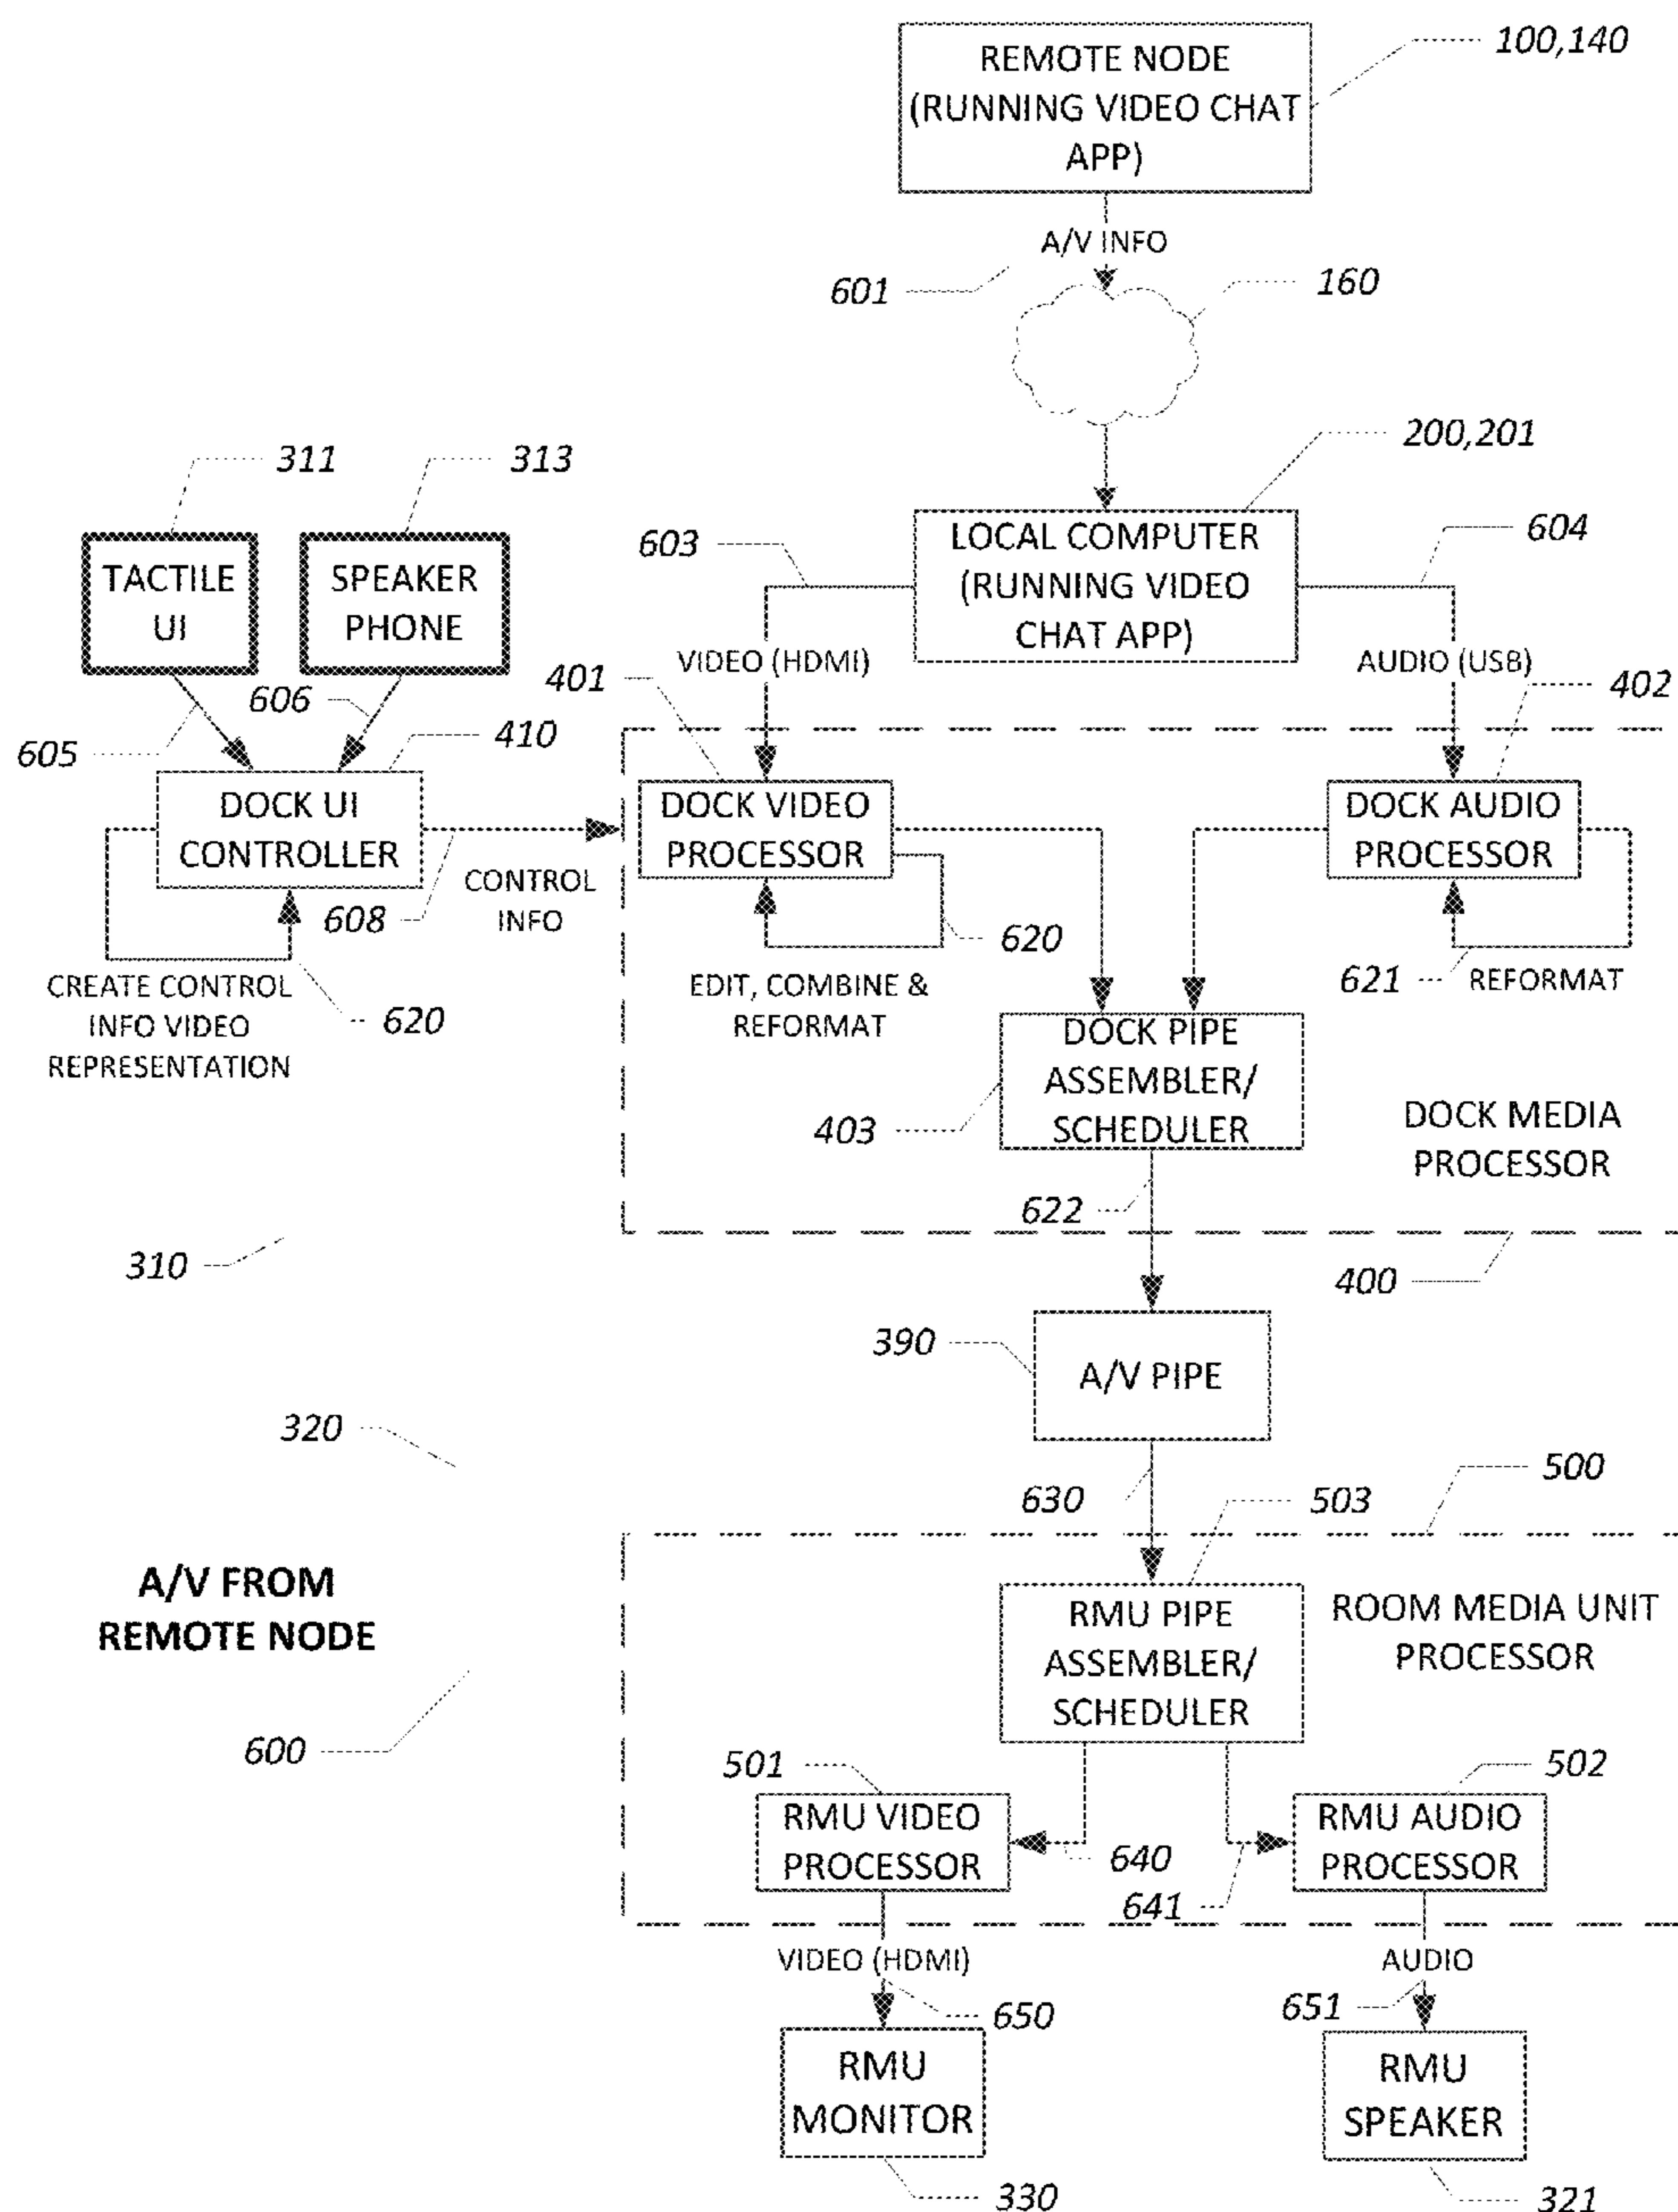 REMOTE NODE
(RUNNING VIDEO CHAT
APP)
100,140
A/V INFO
601
160
311
313
200,201
TACTILE
UI
SPEAKER
PHONE
603
LOCAL COMPUTER
(RUNNING VIDEO
CHAT APP)
604
VIDEO (HDMI)
AUDIO (USB)
401
402
605
606
410
DOCK UI
CONTROLLER
608
CONTROL
INFO
DOCK VIDEO
PROCESSOR
DOCK AUDIO
PROCESSOR
CREATE CONTROL
INFO VIDEO
REPRESENTATION
620
620
EDIT, COMBINE &
REFORMAT
621
REFORMAT
DOCK PIPE
ASSEMBLER/
SCHEDULER
403
DOCK MEDIA
PROCESSOR
622
310
400
390
A/V PIPE
320
500
630
503
A/V FROM
REMOTE NODE
RMU PIPE
ASSEMBLER/
SCHEDULER
ROOM MEDIA UNIT
PROCESSOR
600
501
502
RMU VIDEO
PROCESSOR
640
641
RMU AUDIO
PROCESSOR
VIDEO (HDMI)
AUDIO
650
651
RMU
MONITOR
RMU
SPEAKER
330
321